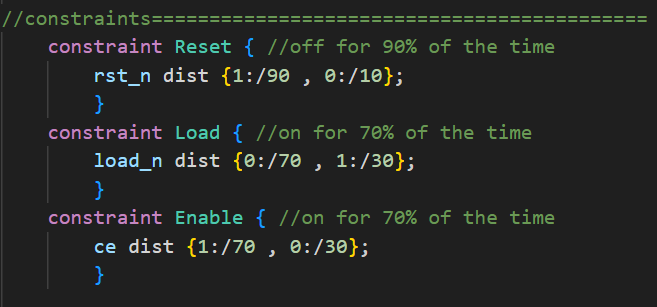 //constraints==========================================
constraint Reset { //off for 90% of the time
rst_n dist {1:/90 , 0:/10};
}
constraint Load { //on for 70% of the time
load_n dist {0:/70 , 1:/30};
}
constraint Enable { //on for 70% of the time
ce dist {1:/70 , 0:/30};
}